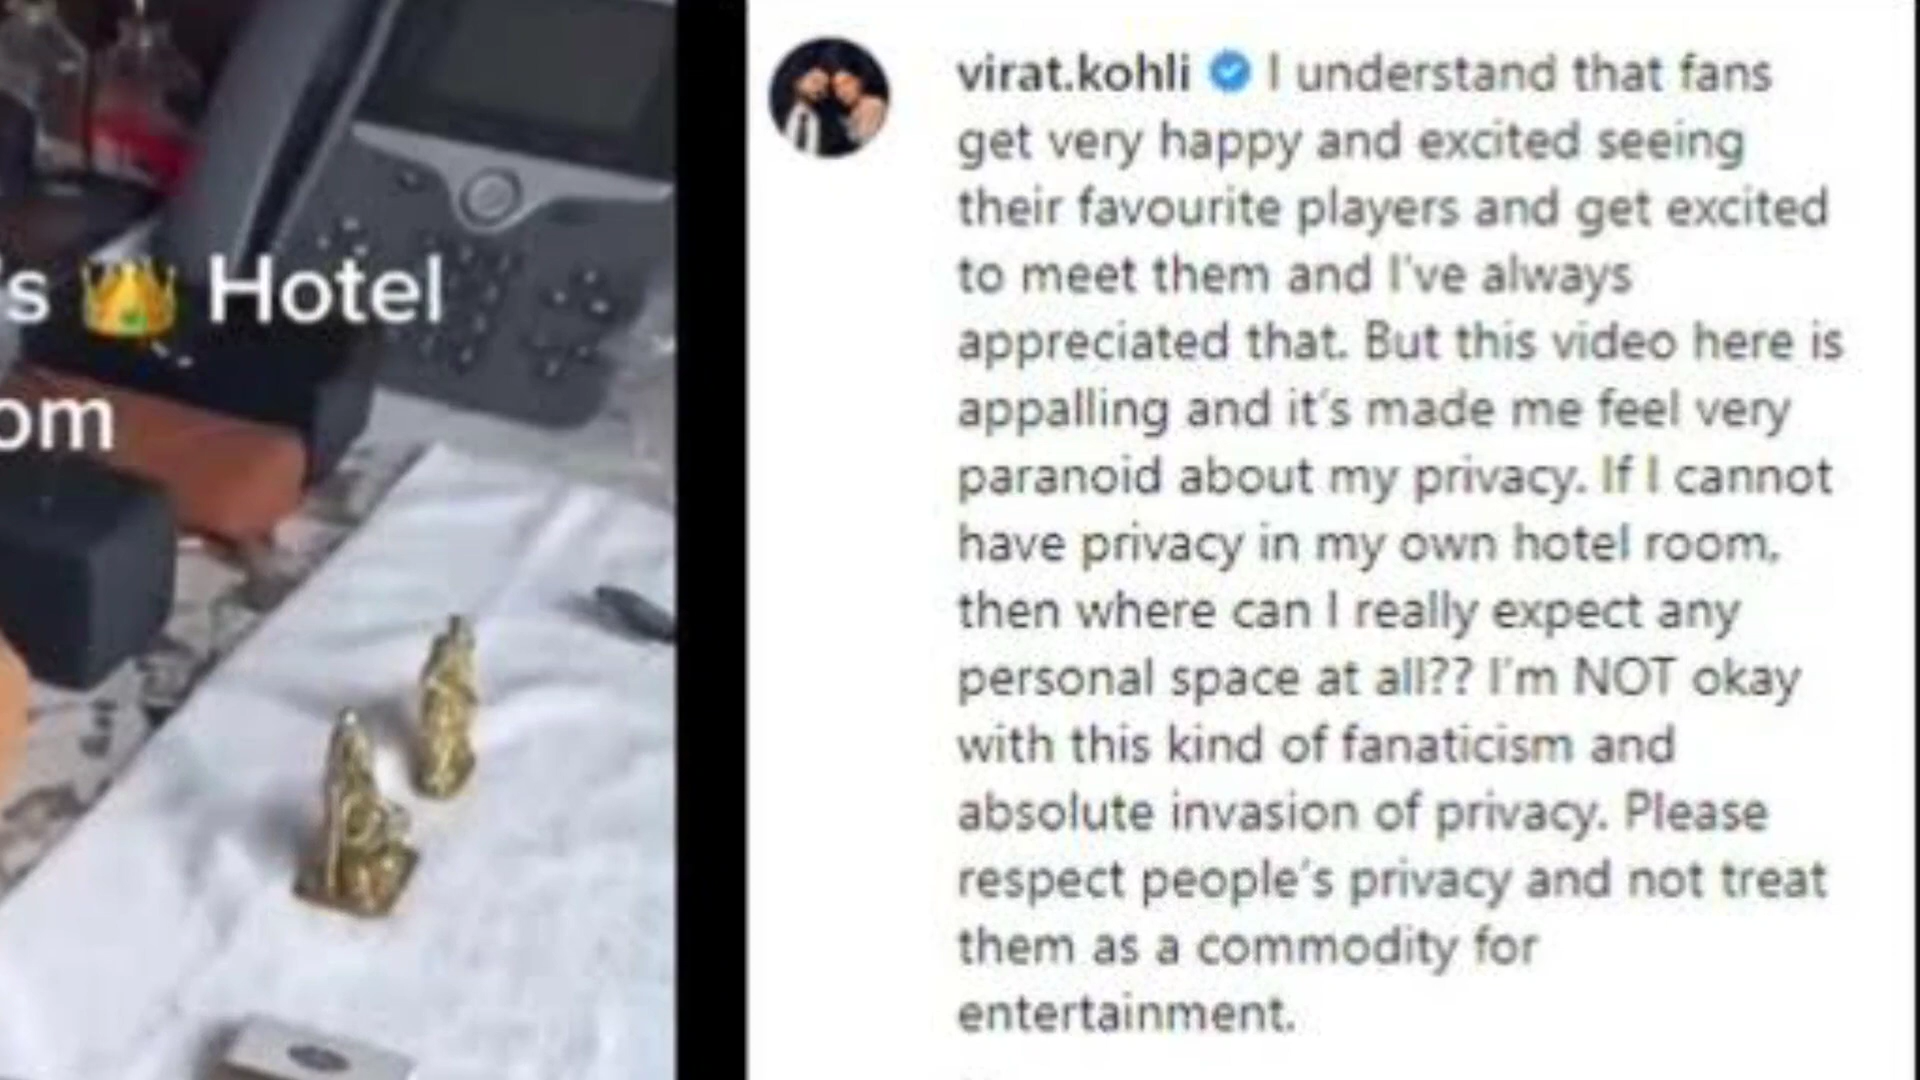 's 👑 Hotel
om
virat.kohli I understand that fans
get very happy and excited seeing
their favourite players and get excited
to meet them and I've always
appreciated that. But this video here is
appalling and it's made me feel very
paranoid about my privacy. If I cannot
have privacy in my own hotel room,
then where can I really expect any
personal space at all?? I'm NOT okay
with this kind of fanaticism and
absolute invasion of privacy. Please
respect people's privacy and not treat
them as a commodity for
entertainment.